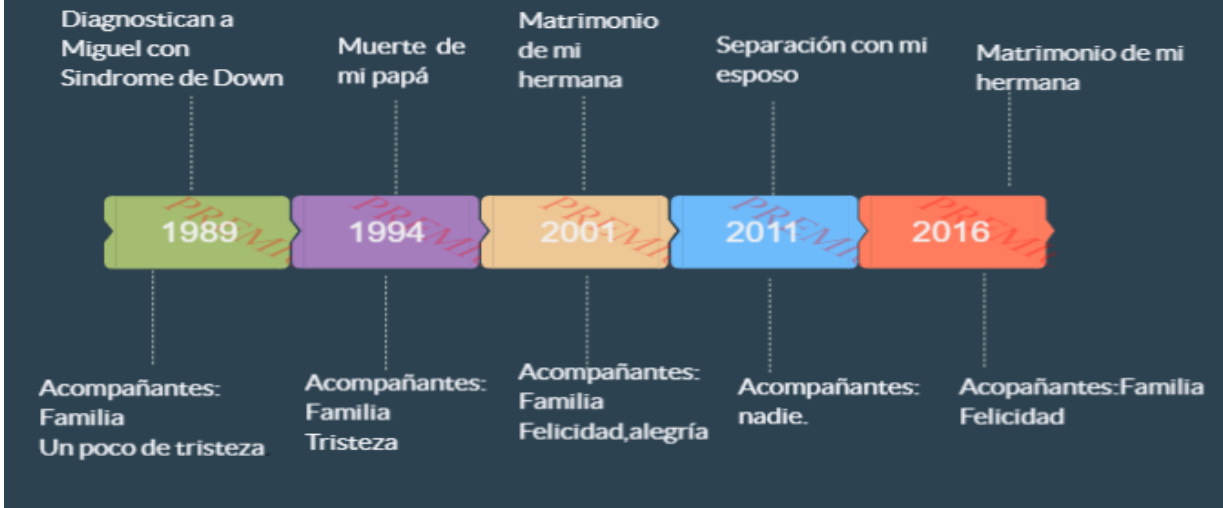 Diagnostican a
Miguel con
Sindrome de Down
Muerte de
mi papá
Matrimonio
de mi
hermana
Separación con mi
esposo
Matrimonio de mi
hermana
1989
1994
2001
2011
2016
Acompañantes:
Familia
Un poco de tristeza
Acompañantes:
Familia
Tristeza
Acompañantes:
Familia
Felicidad,alegría
Acompañantes:
nadie.
Acopañantes:Familia
Felicidad